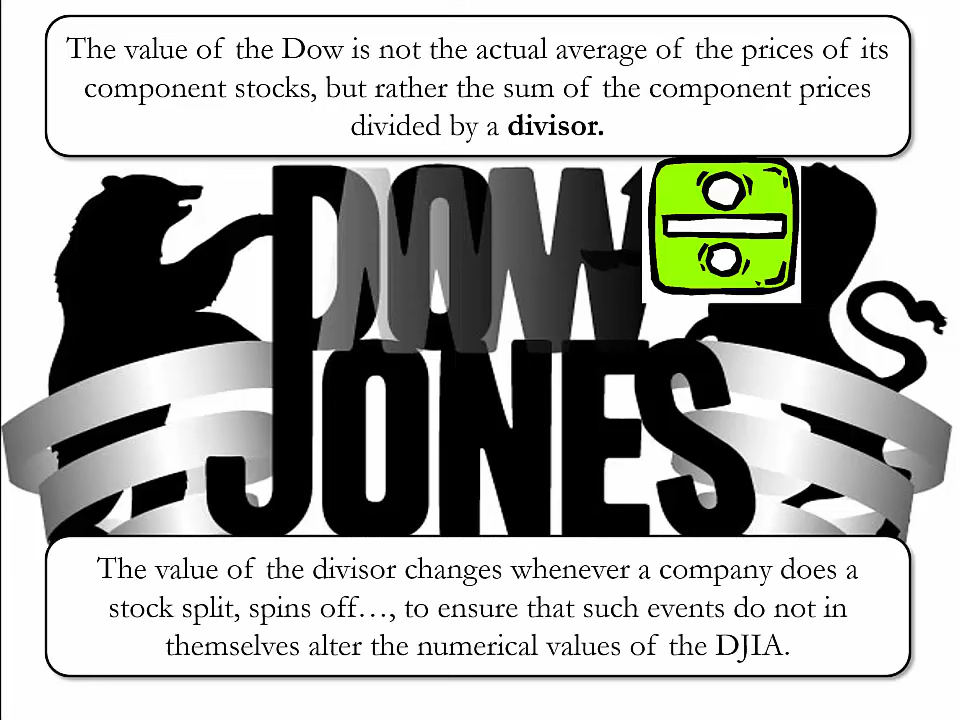 The value of the Dow is not the actual average of the prices of its
component stocks, but rather the sum of the component prices
divided by a divisor.
DOW
JONES
The value of the divisor changes whenever a company does a
stock split, spins off…, to ensure that such events do not in
themselves alter the numerical values of the DJIA.